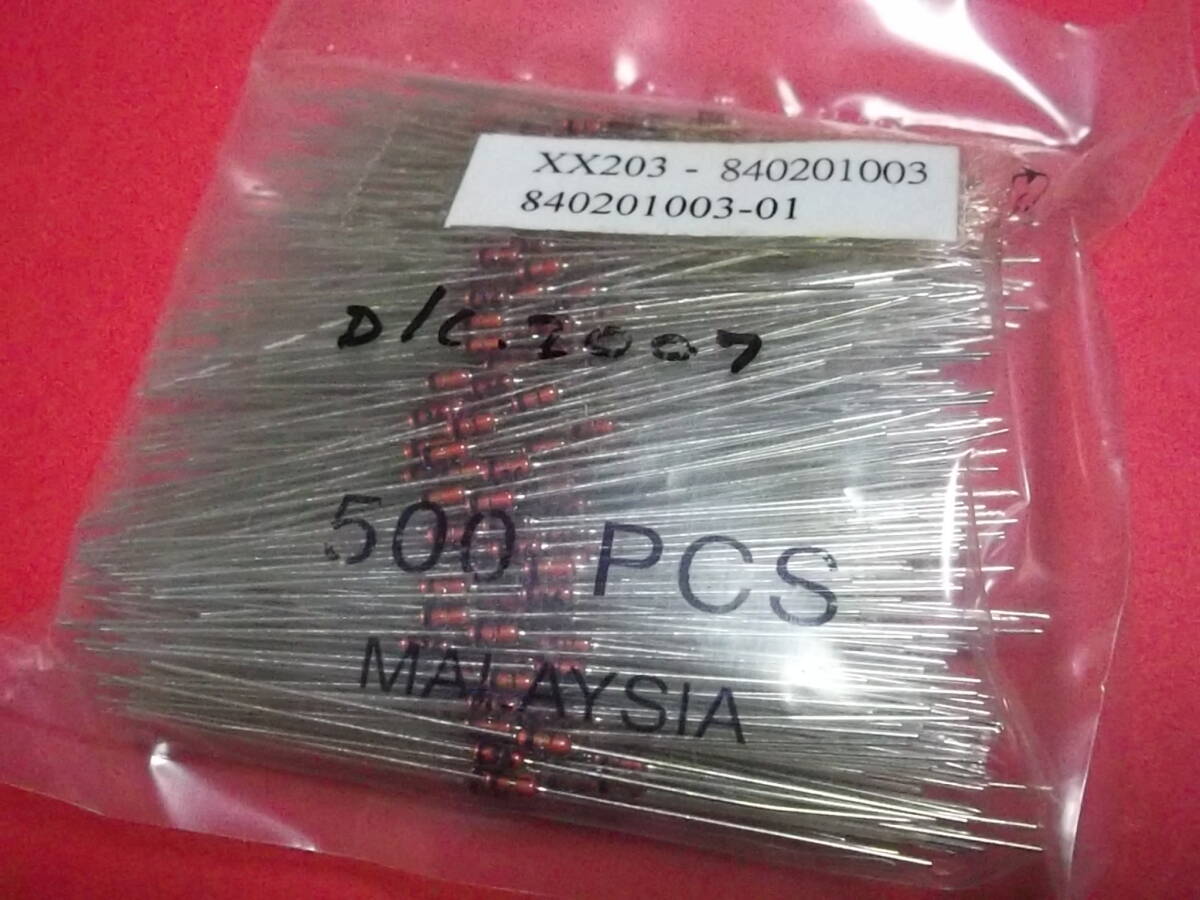 XX203 - 840201003
840201003-01
D/C. 2007
500 PCS
MALAYSIA